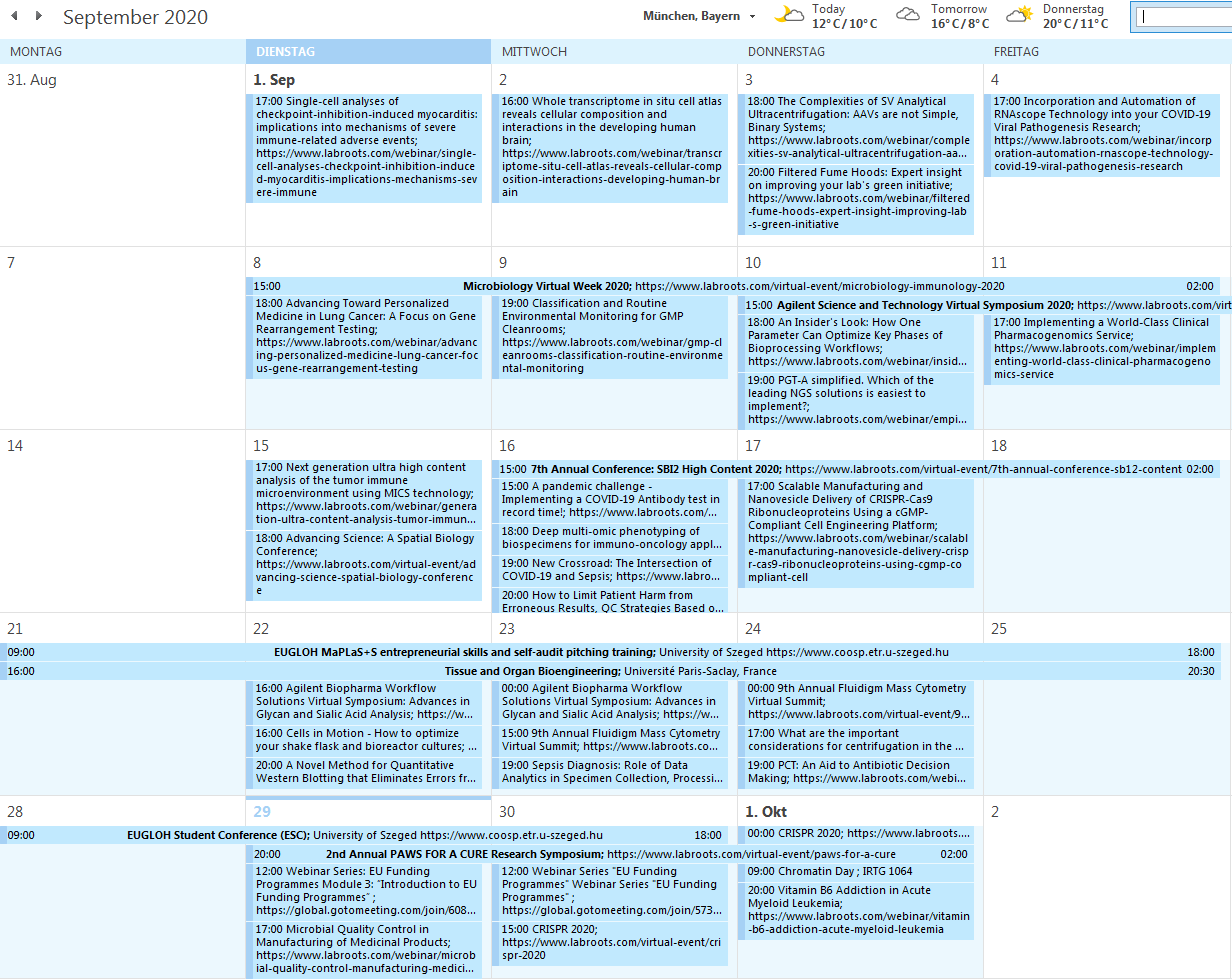 September 2020
München, Bayern
Today
12°C/10°C
Tomorrow
16°C/8°C
Donnerstag
20°C/11°C
MONTAG
DIENSTAG
MITTWOCH
DONNERSTAG
FREITAG
31. Aug
1. Sep
17:00 Single-cell analyses of
checkpoint-inhibition-induced myocarditis:
implications into mechanisms of severe
immune-related adverse events;
https://www.labroots.com/webinar/single-
cell-analyses-checkpoint-inhibition-induce
d-myocarditis-implications-mechanisms-sev
ere-immune
2
16:00 Whole transcriptome in situ cell atlas
reveals cellular composition and
interactions in the developing human
brain;
https://www.labroots.com/webinar/transcr
iptome-situ-cell-atlas-reveals-cellular-comp
osition-interactions-developing-human-br
ain
3
18:00 The Complexities of SV Analytical
Ultracentrifugation: AAVs are not Simple,
Binary Systems;
https://www.labroots.com/webinar/comple
xities-sv-analytical-ultracentrifugation-aa...
20:00 Filtered Fume Hoods: Expert insight
on improving your lab's green initiative;
https://www.labroots.com/webinar/filtered
-fume-hoods-expert-insight-improving-lab
-s-green-initiative
4
17:00 Incorporation and Automation of
RNAscope Technology into your COVID-19
Viral Pathogenesis Research;
https://www.labroots.com/webinar/incorp
oration-automation-rnascope-technology-
covid-19-viral-pathogenesis-research
7
8
9
10
11
15:00 Microbiology Virtual Week 2020; https://www.labroots.com/virtual-event/microbiology-immunology-2020 02:00
18:00 Advancing Toward Personalized
Medicine in Lung Cancer: A Focus on Gene
Rearrangement Testing;
https://www.labroots.com/webinar/advanc
ing-personalized-medicine-lung-cancer-foc
us-gene-rearrangement-testing
19:00 Classification and Routine
Environmental Monitoring for GMP
Cleanrooms;
https://www.labroots.com/webinar/gmp-cl
eanrooms-classification-routine-environme
ntal-monitoring
15:00 Agilent Science and Technology Virtual Symposium 2020; https://www.labroots.com/virt
18:00 An Insider's Look: How One
Parameter Can Optimize Key Phases of
Bioprocessing Workflows;
https://www.labroots.com/webinar/insid...
19:00 PGT-A simplified. Which of the
leading NGS solutions is easiest to
implement?;
https://www.labroots.com/webinar/empi...
17:00 Implementing a World-Class Clinical
Pharmacogenomics Service;
https://www.labroots.com/webinar/implem
enting-world-class-clinical-pharmacogeno
mics-service
14
15
16
17
18
17:00 Next generation ultra high content
analysis of the tumor immune
microenvironment using MICS technology;
https://www.labroots.com/webinar/genera
tion-ultra-content-analysis-tumor-immun...
18:00 Advancing Science: A Spatial Biology
Conference;
https://www.labroots.com/virtual-event/ad
vancing-science-spatial-biology-conferenc
e
15:00 7th Annual Conference: SBI2 High Content 2020; https://www.labroots.com/virtual-event/7th-annual-conference-sb12-content 02:00
15:00 A pandemic challenge -
Implementing a COVID-19 Antibody test in
record time!; https://www.labroots.com/...
18:00 Deep multi-omic phenotyping of
biospecimens for immuno-oncology appl...
19:00 New Crossroad: The Intersection of
COVID-19 and Sepsis; https://www.labro...
20:00 How to Limit Patient Harm from
Erroneous Results, QC Strategies Based o...
17:00 Scalable Manufacturing and
Nanovesicle Delivery of CRISPR-Cas9
Ribonucleoproteins Using a cGMP-
Compliant Cell Engineering Platform;
https://www.labroots.com/webinar/scalabl
e-manufacturing-nanovesicle-delivery-crisp
r-cas9-ribonucleoproteins-using-cgmp-co
mpliant-cell
21
22
23
24
25
09:00 EUGLOH MaPLaS+S entrepreneurial skills and self-audit pitching training; University of Szeged https://www.coosp.etr.u-szeged.hu 18:00
16:00 Tissue and Organ Bioengineering; Université Paris-Saclay, France 20:30
16:00 Agilent Biopharma Workflow
Solutions Virtual Symposium: Advances in
Glycan and Sialic Acid Analysis; https://w...
16:00 Cells in Motion - How to optimize
your shake flask and bioreactor cultures; ...
20:00 A Novel Method for Quantitative
Western Blotting that Eliminates Errors fr...
00:00 Agilent Biopharma Workflow
Solutions Virtual Symposium: Advances in
Glycan and Sialic Acid Analysis; https://w...
15:00 9th Annual Fluidigm Mass Cytometry
Virtual Summit; https://www.labroots.co...
19:00 Sepsis Diagnosis: Role of Data
Analytics in Specimen Collection, Processi...
00:00 9th Annual Fluidigm Mass Cytometry
Virtual Summit;
https://www.labroots.com/virtual-event/9...
17:00 What are the important
considerations for centrifugation in the ...
19:00 PCT: An Aid to Antibiotic Decision
Making; https://www.labroots.com/webi...
28
29
30
1. Okt
2
09:00 EUGLOH Student Conference (ESC); University of Szeged https://www.coosp.etr.u-szeged.hu 18:00
20:00 2nd Annual PAWS FOR A CURE Research Symposium; https://www.labroots.com/virtual-event/paws-for-a-cure 02:00
12:00 Webinar Series: EU Funding
Programmes Module 3: "Introduction to EU
Funding Programmes" ;
https://global.gotomeeting.com/join/608...
17:00 Microbial Quality Control in
Manufacturing of Medicinal Products;
https://www.labroots.com/webinar/microb
ial-quality-control-manufacturing-medici...
12:00 Webinar Series "EU Funding
Programmes" Webinar Series "EU Funding
Programmes" ;
https://global.gotomeeting.com/join/573...
15:00 CRISPR 2020;
https://www.labroots.com/virtual-event/cri
spr-2020
00:00 CRISPR 2020; https://www.labroots....
09:00 Chromatin Day ; IRTG 1064
20:00 Vitamin B6 Addiction in Acute
Myeloid Leukemia;
https://www.labroots.com/webinar/vitamin
-b6-addiction-acute-myeloid-leukemia